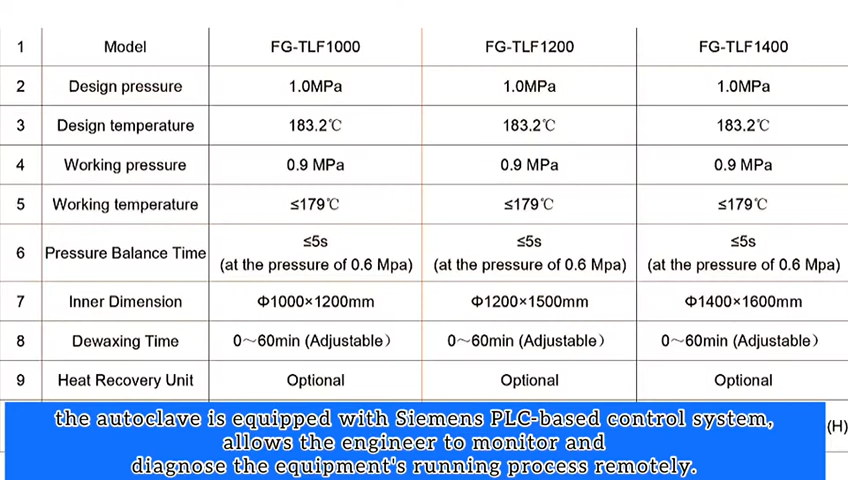 1 Model FG-TLF1000 FG-TLF1200 FG-TLF1400
2 Design pressure 1.0MPa 1.0MPa 1.0MPa
3 Design temperature 183.2℃ 183.2℃ 183.2℃
4 Working pressure 0.9 MPa 0.9 MPa 0.9 MPa
5 Working temperature ≤179℃ ≤179℃ ≤179℃
6 Pressure Balance Time ≤5s ≤5s ≤5s
(at the pressure of 0.6 Mpa) (at the pressure of 0.6 Mpa) (at the pressure of 0.6 Mpa)
7 Inner Dimension Φ1000×1200mm Φ1200×1500mm Φ1400×1600mm
8 Dewaxing Time 0～60min (Adjustable） 0～60min (Adjustable） 0～60min (Adjustable）
9 Heat Recovery Unit Optional Optional Optional
(H)
the autoclave is equipped with Siemens PLC-based control system,
allows the engineer to monitor and
diagnose the equipment's running process remotely.